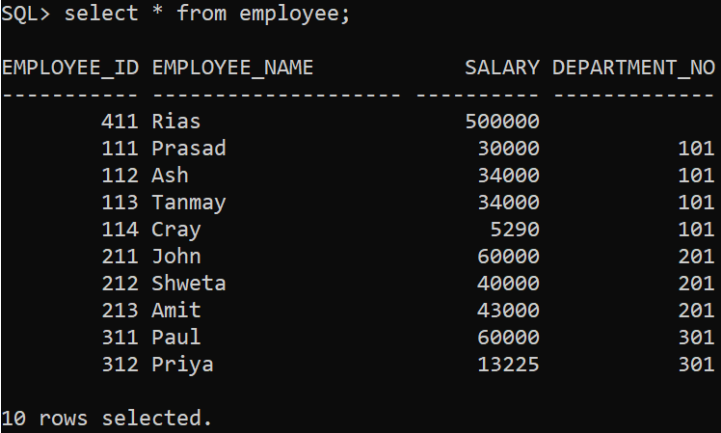 SQL> select * from employee;
EMPLOYEE_ID EMPLOYEE_NAME            SALARY DEPARTMENT_NO
----------- -------------------- ---------- -------------
        411 Rias                     500000
        111 Prasad                    30000           101
        112 Ash                       34000           101
        113 Tanmay                    34000           101
        114 Cray                       5290           101
        211 John                      60000           201
        212 Shweta                    40000           201
        213 Amit                      43000           201
        311 Paul                      60000           301
        312 Priya                     13225           301
10 rows selected.